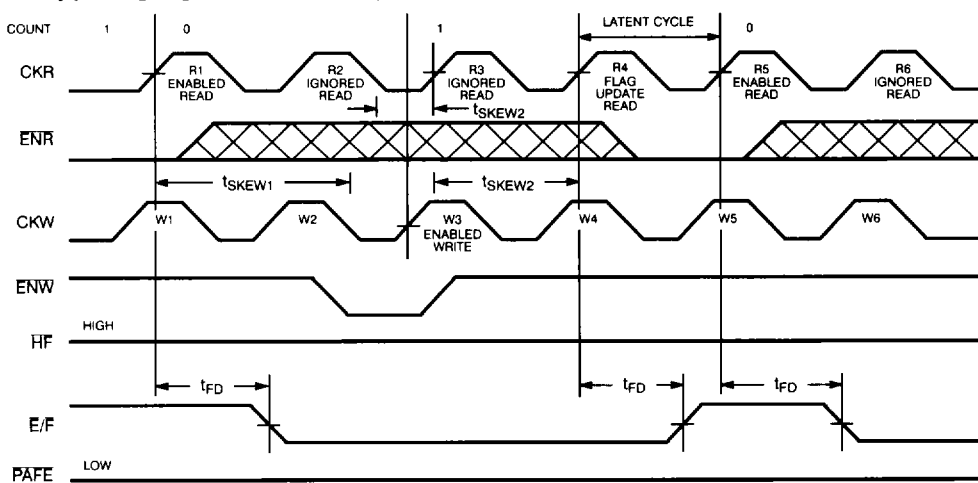 COUNT 1 0 1 LATENT CYCLE 0
CKR
R1 ENABLED READ
R2 IGNORED READ
R3 IGNORED READ
R4 FLAG UPDATE READ
R5 ENABLED READ
R6 IGNORED READ
tSKEW2
ENR
tSKEW1 tSKEW2
CKW
W1
W2
W3 ENABLED WRITE
W4
W5
W6
ENW
HF HIGH
tFD tFD tFD
E/F
PAFE LOW